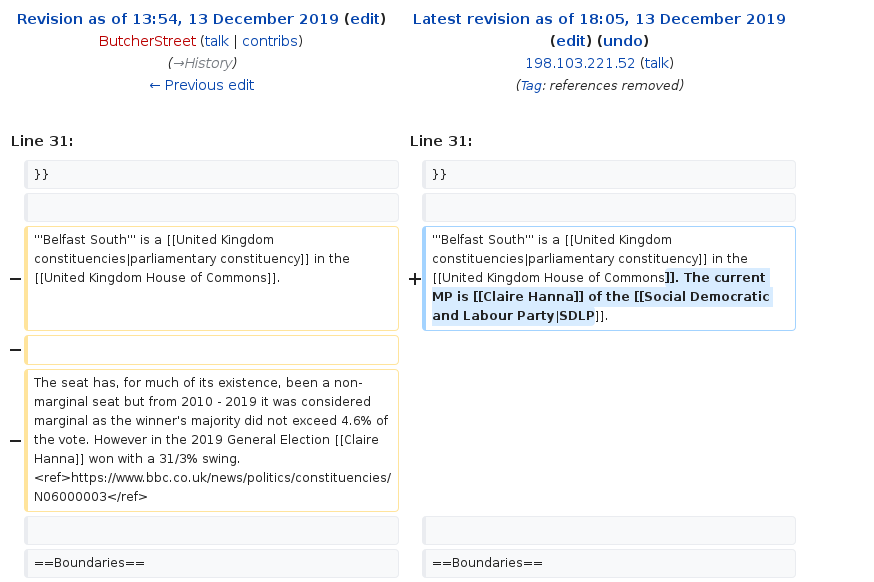 Revision as of 13:54, 13 December 2019 (edit)
ButcherStreet (talk | contribs)
(→History)
← Previous edit
Latest revision as of 18:05, 13 December 2019
(edit) (undo)
198.103.221.52 (talk)
(Tag: references removed)
Line 31:
Line 31:
}}
}}
− '''Belfast South''' is a [[United Kingdom
constituencies|parliamentary constituency]] in the
[[United Kingdom House of Commons]].
+ '''Belfast South''' is a [[United Kingdom
constituencies|parliamentary constituency]] in the
[[United Kingdom House of Commons]]. The current
MP is [[Claire Hanna]] of the [[Social Democratic
and Labour Party|SDLP]].
−
− The seat has, for much of its existence, been a non-
marginal seat but from 2010 - 2019 it was considered
marginal as the winner's majority did not exceed 4.6% of
the vote. However in the 2019 General Election [[Claire
Hanna]] won with a 31/3% swing.
<ref>https://www.bbc.co.uk/news/politics/constituencies/
N06000003</ref>
==Boundaries==
==Boundaries==